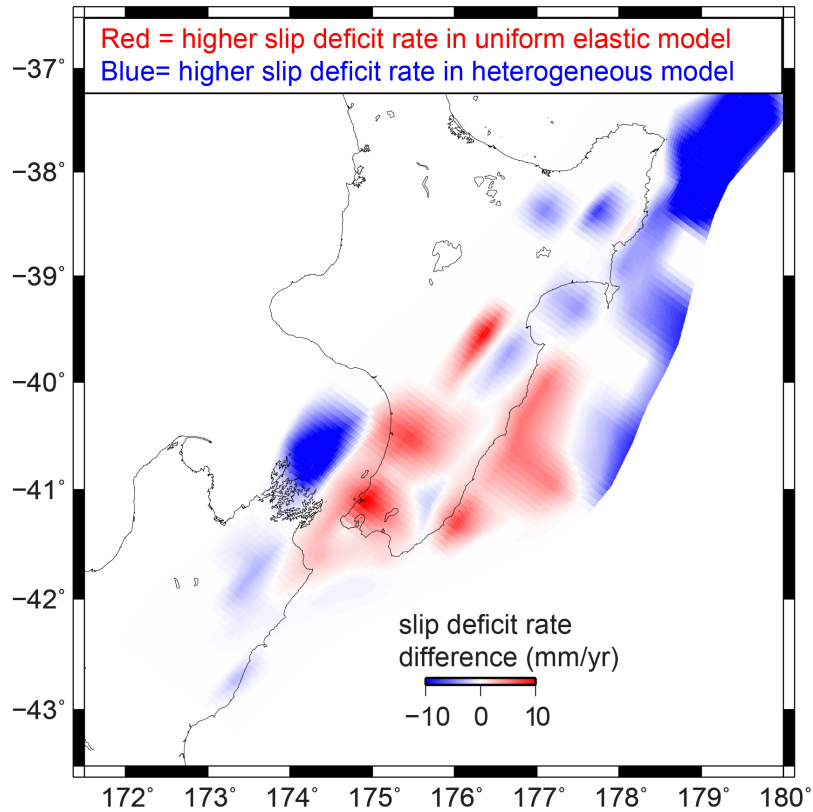 Red = higher slip deficit rate in uniform elastic model
Blue= higher slip deficit rate in heterogeneous model
−37˚
−38˚
−39˚
−40˚
−41˚
−42˚
−43˚
slip deficit rate
difference (mm/yr)
−10 0 10
172˚ 173˚ 174˚ 175˚ 176˚ 177˚ 178˚ 179˚ 180˚